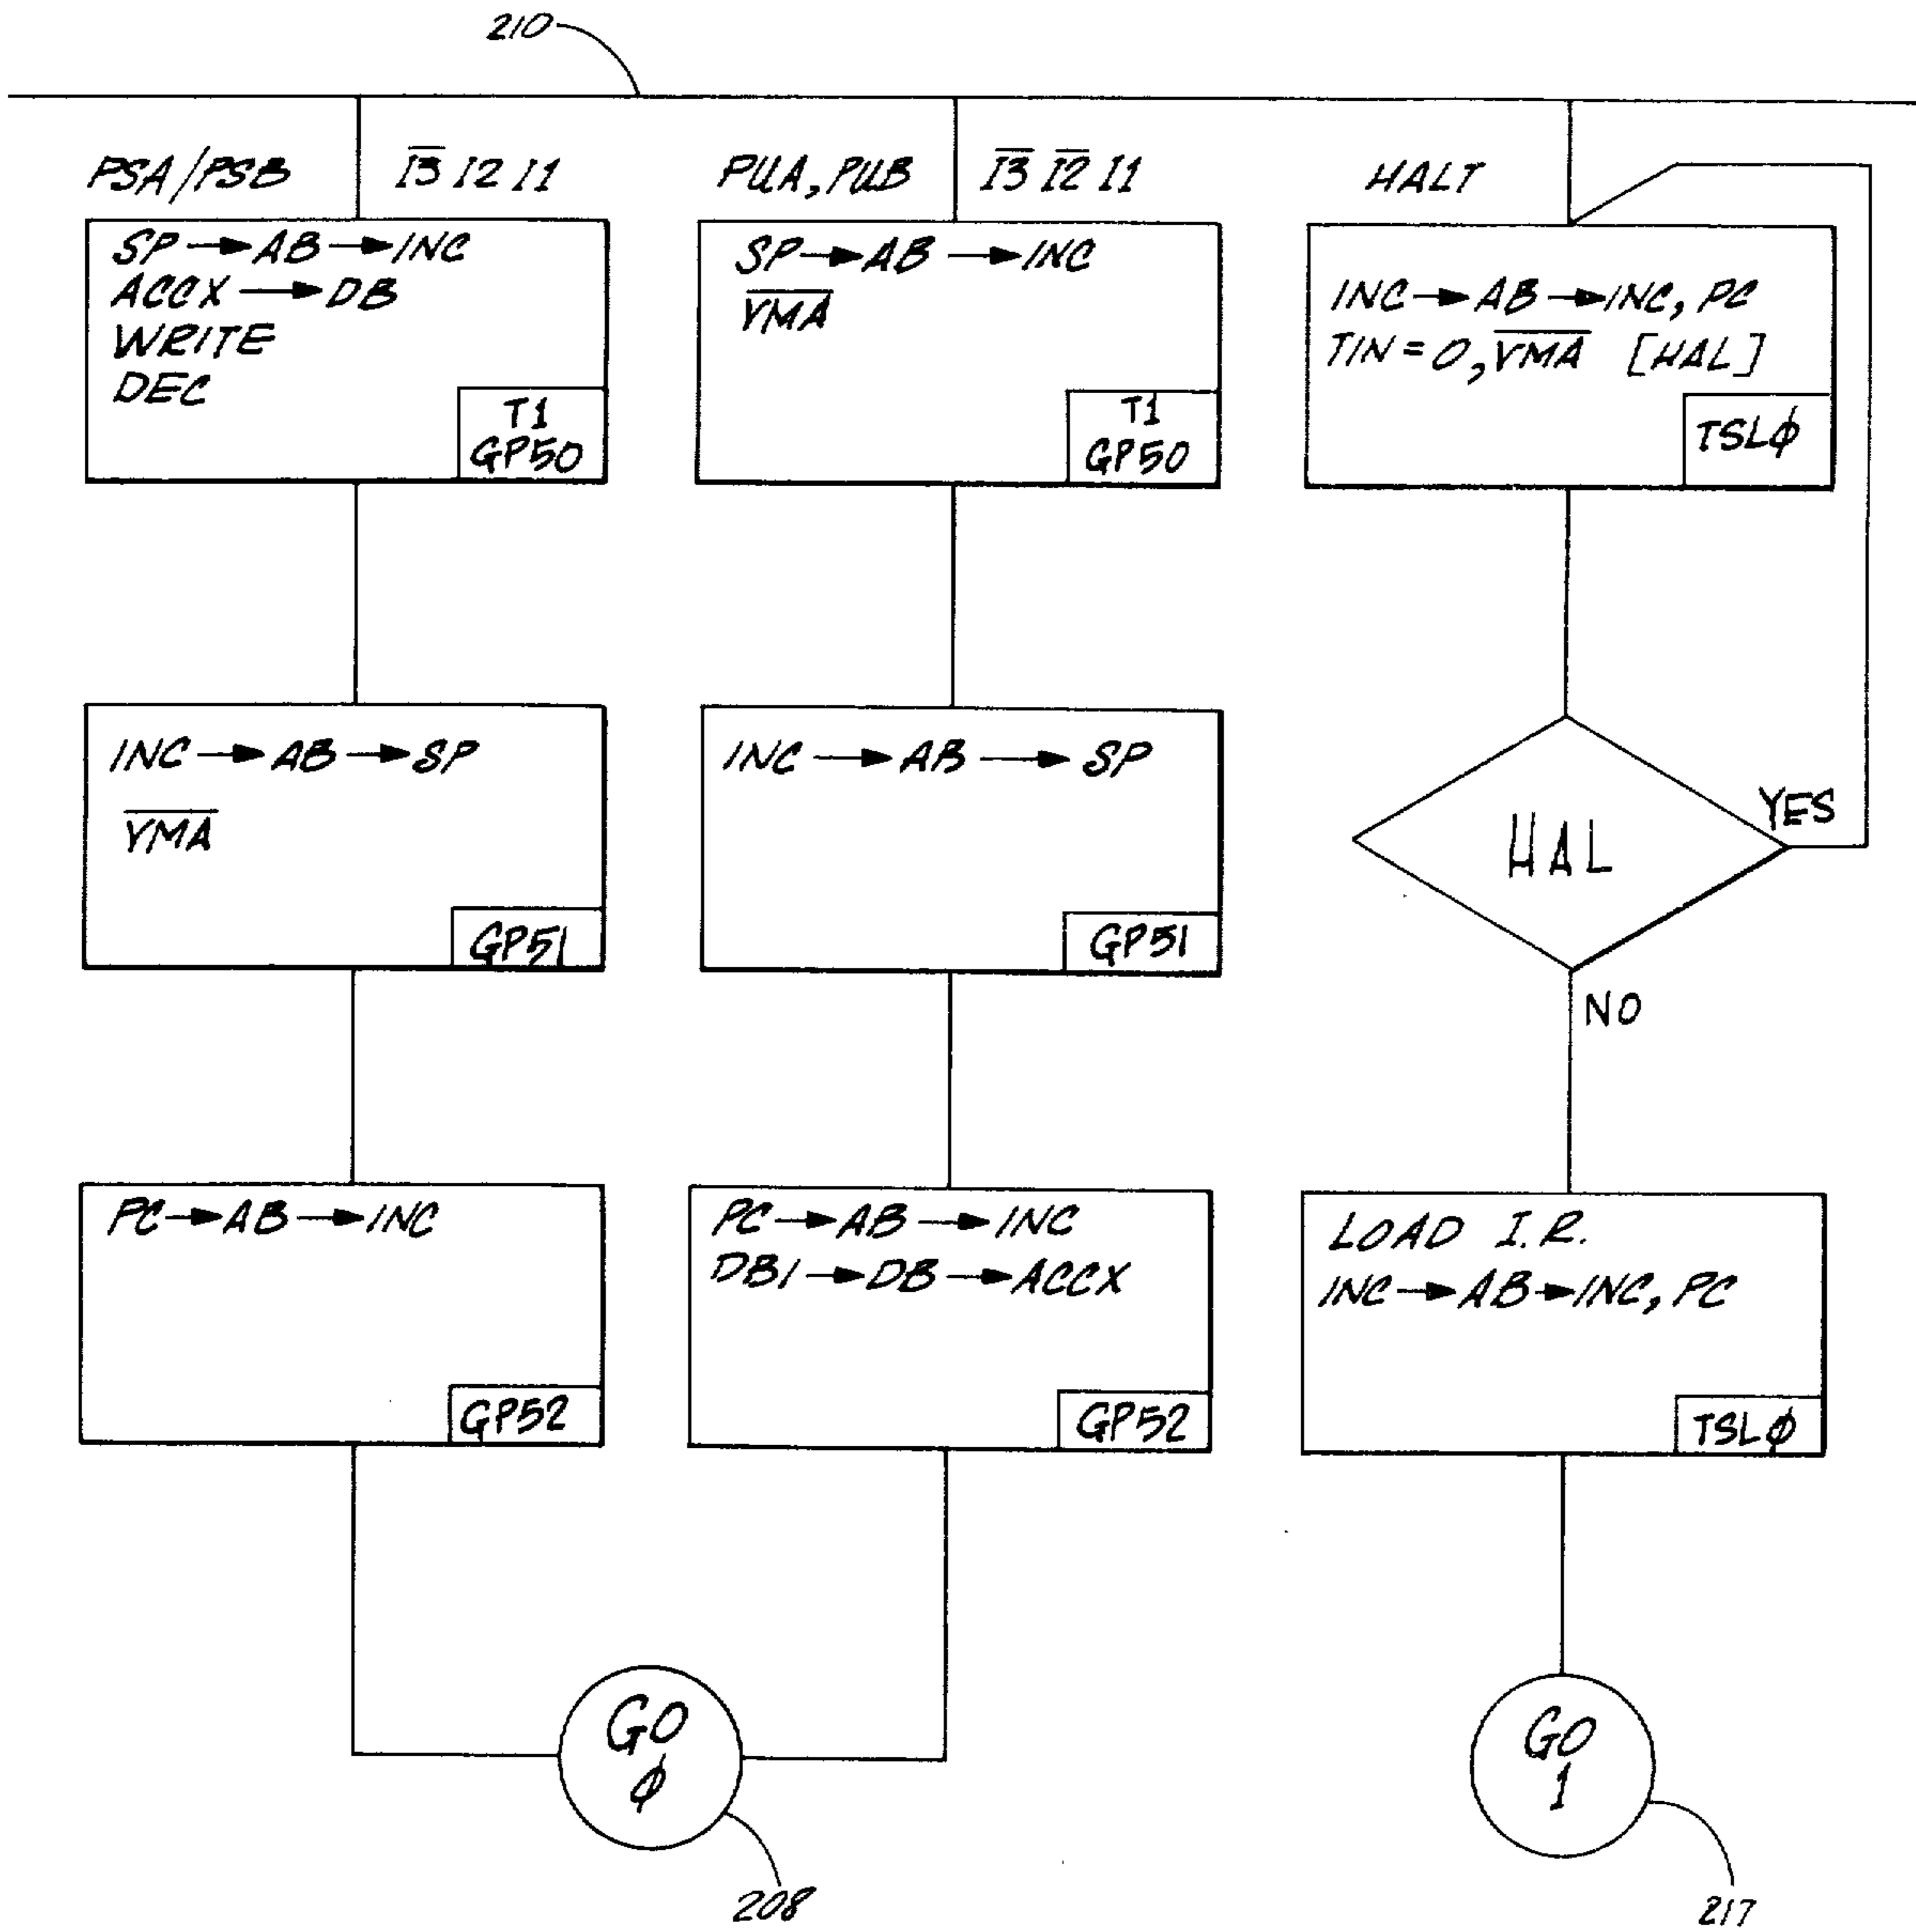 210
PSA/PSB
I̅3̅ I2 I1
SP→AB→INC
ACCX→DB
WRITE
DEC
T1
GP50
INC→AB→SP
V̅M̅A̅
GP51
PC→AB→INC
GP52
PUA, PUB
I̅3̅ I̅2̅ I1
SP→AB→INC
V̅M̅A̅
T1
GP50
INC→AB→SP
GP51
PC→AB→INC
DBI→DB→ACCX
GP52
GO
ϕ
208
HALT
INC→AB→INC, PC
TIN=0, V̅M̅A̅ [HAL]
TSLϕ
HAL
YES
NO
LOAD I.R.
INC→AB→INC, PC
TSLϕ
GO
1
217